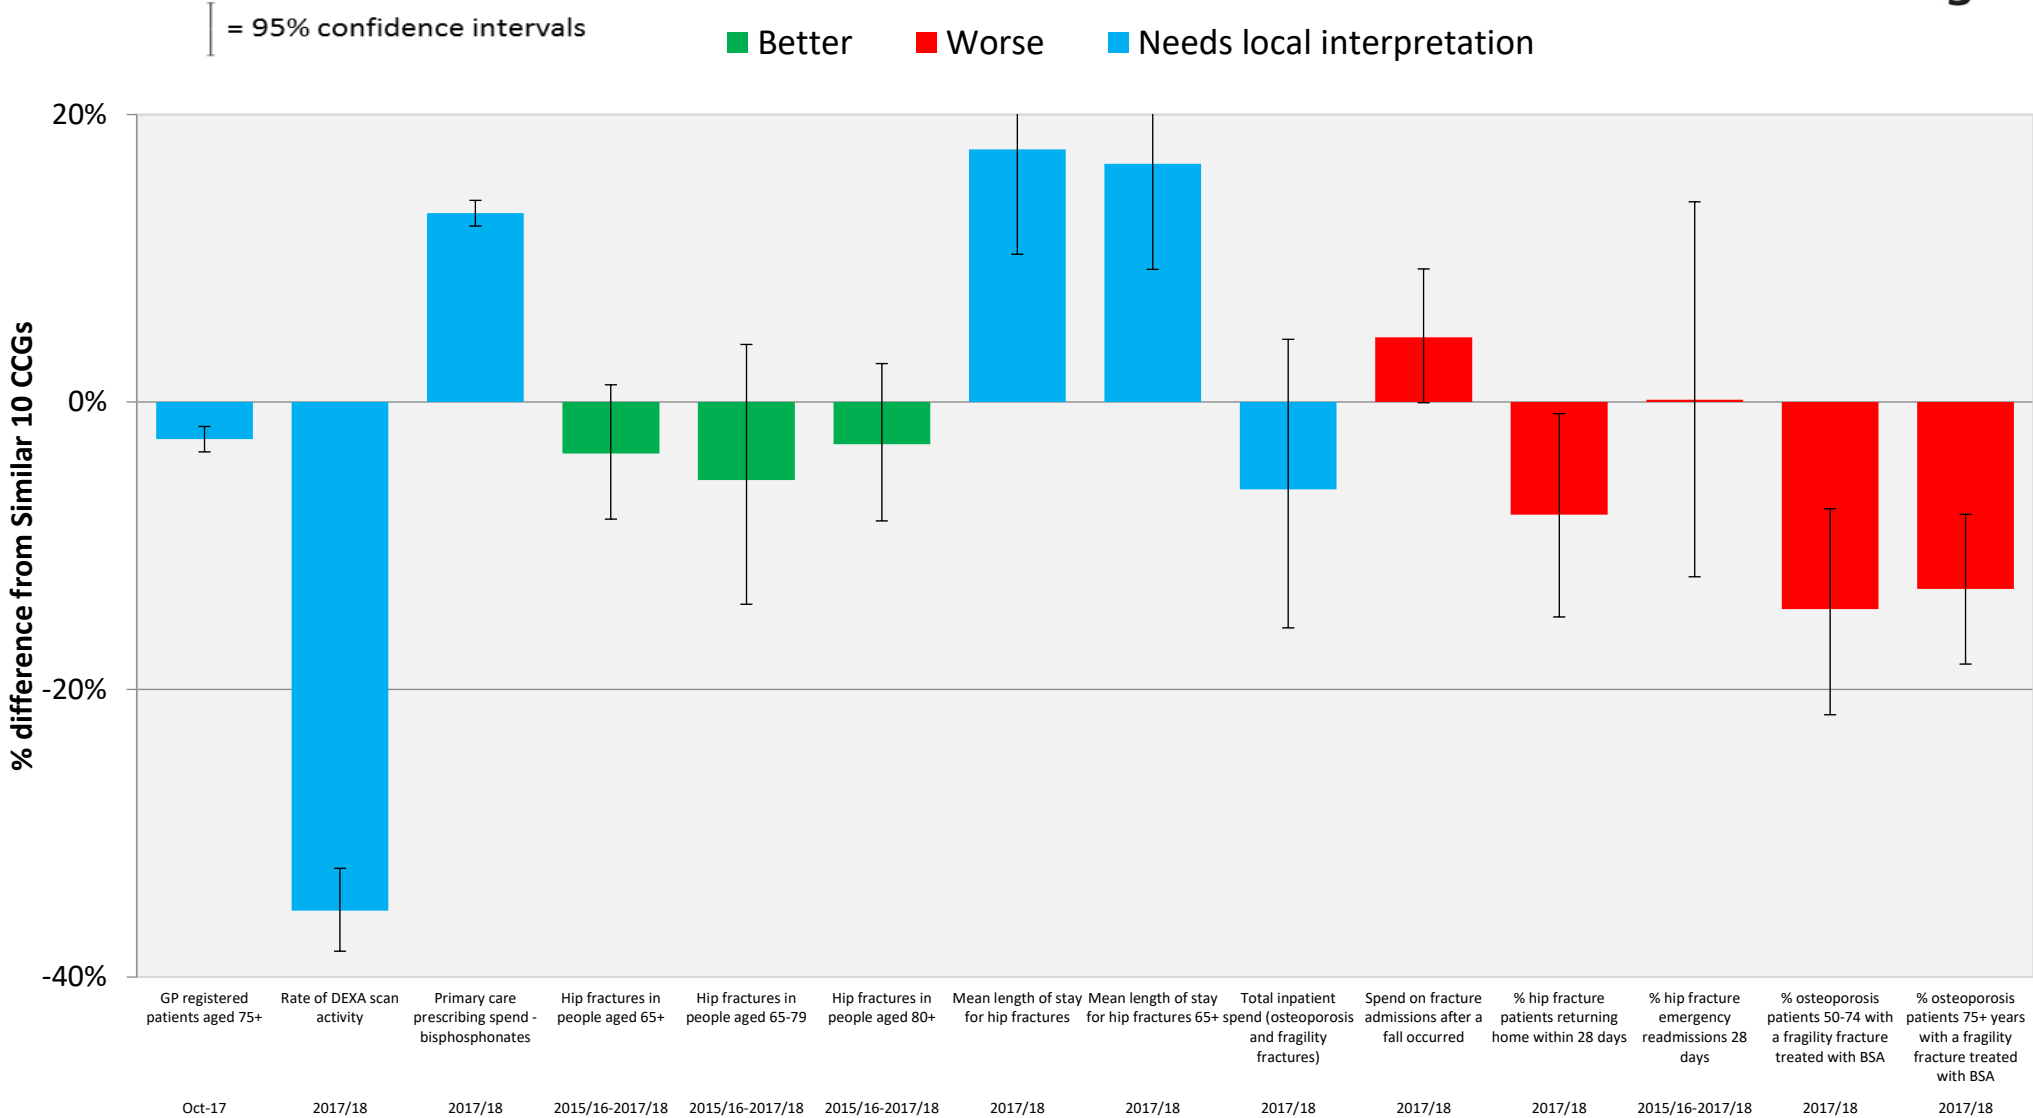 = 95% confidence intervals
Better
Worse
Needs local interpretation
% difference from Similar 10 CCGs
20%
0%
-20%
-40%
GP registered
patients aged 75+
Oct-17
Rate of DEXA scan
activity
2017/18
Primary care
prescribing spend -
bisphosphonates
2017/18
Hip fractures in
people aged 65+
2015/16-2017/18
Hip fractures in
people aged 65-79
2015/16-2017/18
Hip fractures in
people aged 80+
2015/16-2017/18
Mean length of stay
for hip fractures
2017/18
Mean length of stay
for hip fractures 65+
2017/18
Total inpatient
spend (osteoporosis
and fragility
fractures)
2017/18
Spend on fracture
admissions after a
fall occurred
2017/18
% hip fracture
patients returning
home within 28 days
2017/18
% hip fracture
emergency
readmissions 28
days
2015/16-2017/18
% osteoporosis
patients 50-74 with
a fragility fracture
treated with BSA
2017/18
% osteoporosis
patients 75+ years
with a fragility
fracture treated
with BSA
2017/18